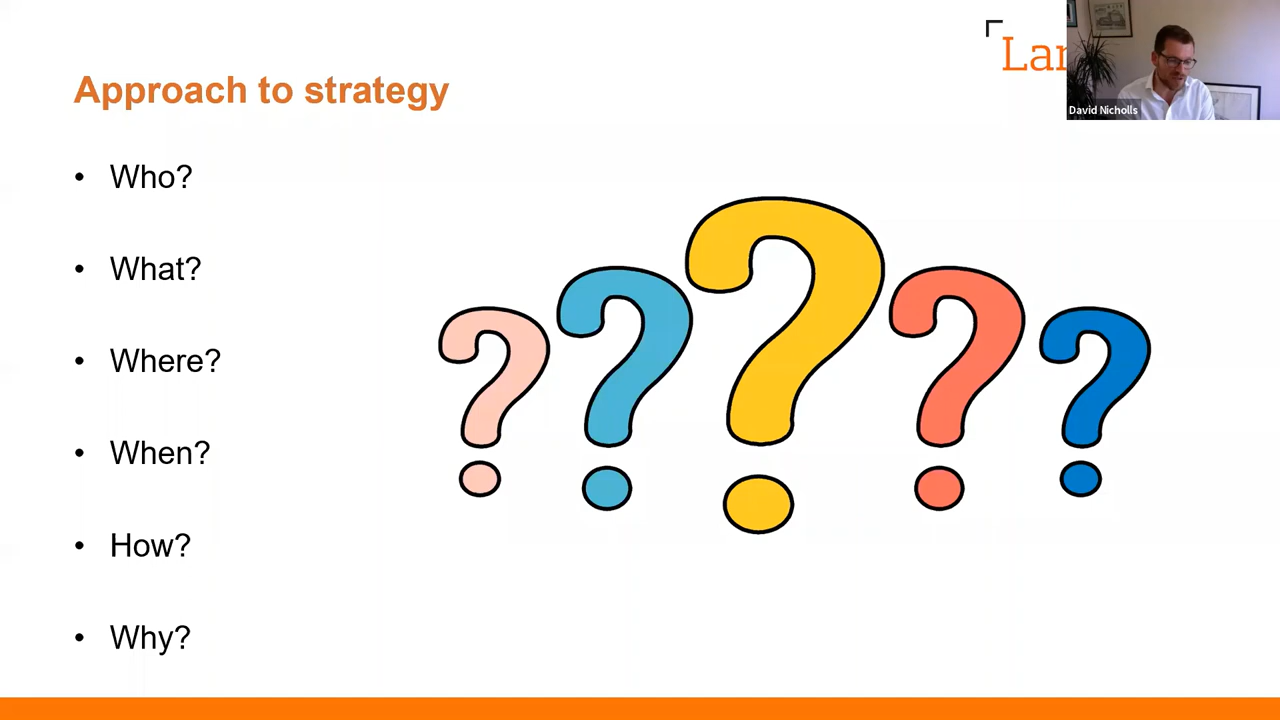 Approach to strategy
• Who?
• What?
• Where?
• When?
• How?
• Why?
David Nicholls